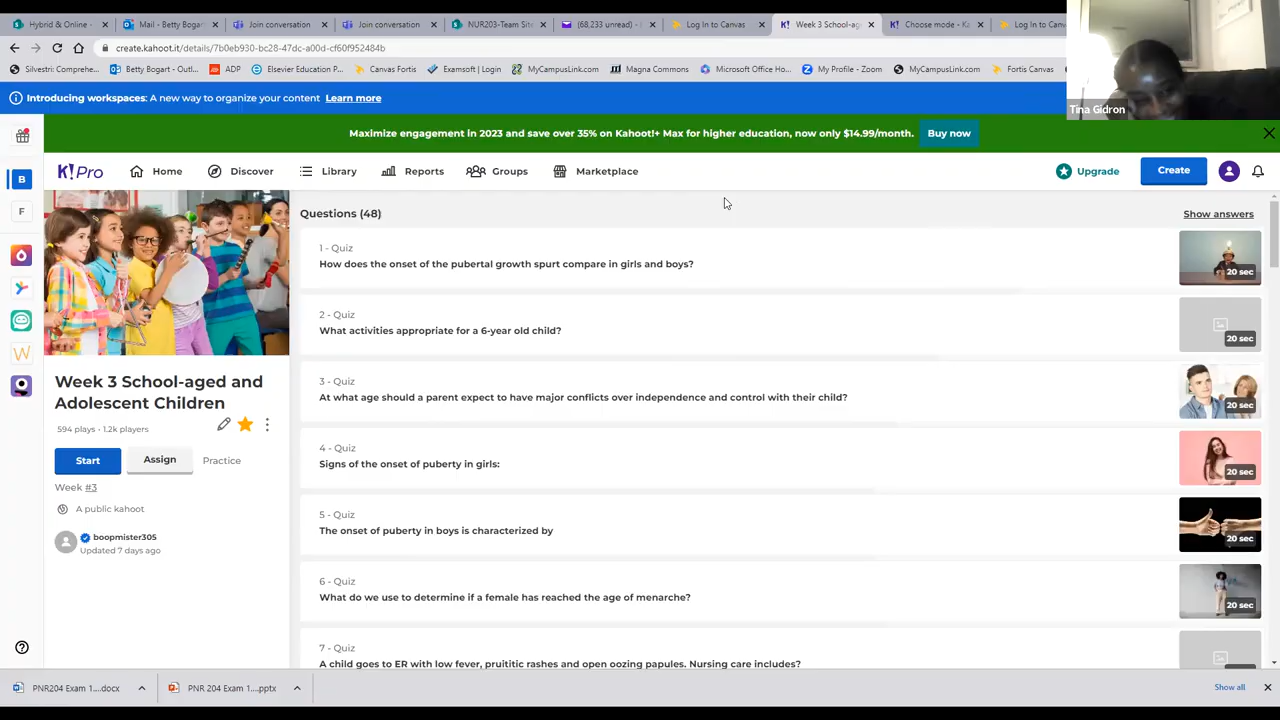 Hybrid & Online -
Mail - Betty Bogar
Join conversation
Join conversation
NUR203-Team Sit
(68,233 unread) -
Log In to Canvas
Week 3 School-ag
Choose mode - Ka
Log In to Can
create.kahoot.it/details/7b0eb930-bc28-47dc-a00d-cf60f952484b
Silvestri: Comprehe...
Betty Bogart - Outl...
ADP
Elsevier Education P...
Canvas Fortis
Examsoft | Login
MyCampusLink.com
Magna Commons
Microsoft Office Ho...
My Profile - Zoom
MyCampusLink.com
Fortis Canvas
Tina Gidron
Introducing workspaces: A new way to organize your content Learn more
Maximize engagement in 2023 and save over 35% on Kahoot!+ Max for higher education, now only $14.99/month. Buy now
K!Pro
Home
Discover
Library
Reports
Groups
Marketplace
Upgrade
Create
B
F
W
Week 3 School-aged and
Adolescent Children
594 plays · 1.2k players
Start
Assign
Practice
Week #3
A public kahoot
boopmister305
Updated 7 days ago
Questions (48)
Show answers
1 - Quiz
How does the onset of the pubertal growth spurt compare in girls and boys?
20 sec
2 - Quiz
What activities appropriate for a 6-year old child?
20 sec
3 - Quiz
At what age should a parent expect to have major conflicts over independence and control with their child?
20 sec
4 - Quiz
Signs of the onset of puberty in girls:
20 sec
5 - Quiz
The onset of puberty in boys is characterized by
20 sec
6 - Quiz
What do we use to determine if a female has reached the age of menarche?
20 sec
7 - Quiz
A child goes to ER with low fever, pruititic rashes and open oozing papules. Nursing care includes?
PNR204 Exam 1....docx
PNR 204 Exam 1....pptx
Show all